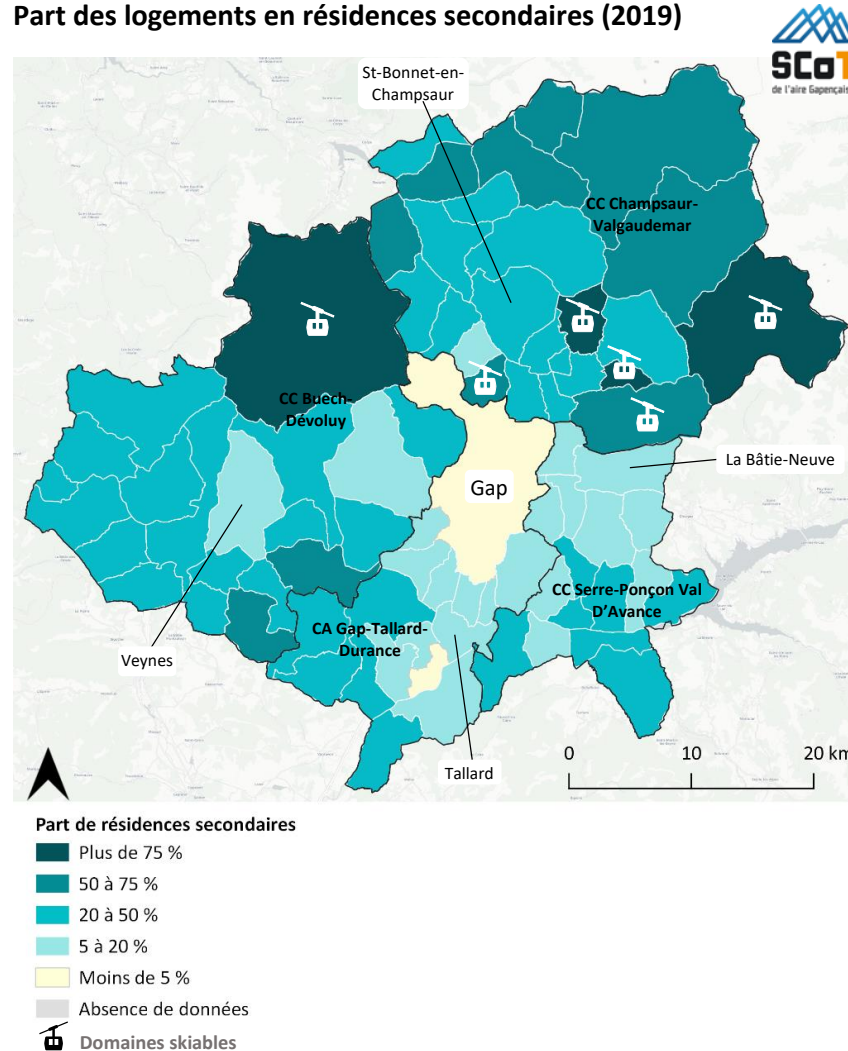 Part des logements en résidences secondaires (2019)
SCoT
de l'aire Gapençaise
St-Bonnet-en-
Champsaur
CC Champsaur-
Valgaudemar
CC Buech-
Dévoluy
La Bâtie-Neuve
Gap
CC Serre-Ponçon Val
D'Avance
CA Gap-Tallard-
Durance
Veynes
Tallard
0 10 20 km
Part de résidences secondaires
Plus de 75 %
50 à 75 %
20 à 50 %
5 à 20 %
Moins de 5 %
Absence de données
Domaines skiables